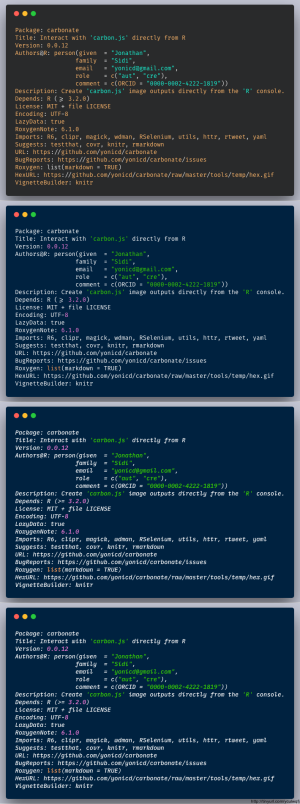 Package: carbonate
Title: Interact with 'carbon.js' directly from R
Version: 0.0.12
Authors@R: person(given = "Jonathan",
family = "Sidi",
email = "yonicd@gmail.com",
role = c("aut", "cre"),
comment = c(ORCID = "0000-0002-4222-1819"))
Description: Create 'carbon.js' image outputs directly from the 'R' console.
Depends: R (≥ 3.2.0)
License: MIT + file LICENSE
Encoding: UTF-8
LazyData: true
RoxygenNote: 6.1.0
Imports: R6, clipr, magick, wdman, RSelenium, utils, httr, rtweet, yaml
Suggests: testthat, covr, knitr, rmarkdown
URL: https://github.com/yonicd/carbonate
BugReports: https://github.com/yonicd/carbonate/issues
Roxygen: list(markdown = TRUE)
HexURL: https://github.com/yonicd/carbonate/raw/master/tools/temp/hex.gif
VignetteBuilder: knitr
Package: carbonate
Title: Interact with 'carbon.js' directly from R
Version: 0.0.12
Authors@R: person(given = "Jonathan",
family = "Sidi",
email = "yonicd@gmail.com",
role = c("aut", "cre"),
comment = c(ORCID = "0000-0002-4222-1819"))
Description: Create 'carbon.js' image outputs directly from the 'R' console.
Depends: R (≥ 3.2.0)
License: MIT + file LICENSE
Encoding: UTF-8
LazyData: true
RoxygenNote: 6.1.0
Imports: R6, clipr, magick, wdman, RSelenium, utils, httr, rtweet, yaml
Suggests: testthat, covr, knitr, rmarkdown
URL: https://github.com/yonicd/carbonate
BugReports: https://github.com/yonicd/carbonate/issues
Roxygen: list(markdown = TRUE)
HexURL: https://github.com/yonicd/carbonate/raw/master/tools/temp/hex.gif
VignetteBuilder: knitr
Package: carbonate
Title: Interact with 'carbon.js' directly from R
Version: 0.0.12
Authors@R: person(given = "Jonathan",
family = "Sidi",
email = "yonicd@gmail.com",
role = c("aut", "cre"),
comment = c(ORCID = "0000-0002-4222-1819"))
Description: Create 'carbon.js' image outputs directly from the 'R' console.
Depends: R (>= 3.2.0)
License: MIT + file LICENSE
Encoding: UTF-8
LazyData: true
RoxygenNote: 6.1.0
Imports: R6, clipr, magick, wdman, RSelenium, utils, httr, rtweet, yaml
Suggests: testthat, covr, knitr, rmarkdown
URL: https://github.com/yonicd/carbonate
BugReports: https://github.com/yonicd/carbonate/issues
Roxygen: list(markdown = TRUE)
HexURL: https://github.com/yonicd/carbonate/raw/master/tools/temp/hex.gif
VignetteBuilder: knitr
Package: carbonate
Title: Interact with 'carbon.js' directly from R
Version: 0.0.12
Authors@R: person(given = "Jonathan",
family = "Sidi",
email = "yonicd@gmail.com",
role = c("aut", "cre"),
comment = c(ORCID = "0000-0002-4222-1819"))
Description: Create 'carbon.js' image outputs directly from the 'R' console.
Depends: R (>= 3.2.0)
License: MIT + file LICENSE
Encoding: UTF-8
LazyData: true
RoxygenNote: 6.1.0
Imports: R6, clipr, magick, wdman, RSelenium, utils, httr, rtweet, yaml
Suggests: testthat, covr, knitr, rmarkdown
URL: https://github.com/yonicd/carbonate
BugReports: https://github.com/yonicd/carbonate/issues
Roxygen: list(markdown = TRUE)
HexURL: https://github.com/yonicd/carbonate/raw/master/tools/temp/hex.gif
VignetteBuilder: knitr